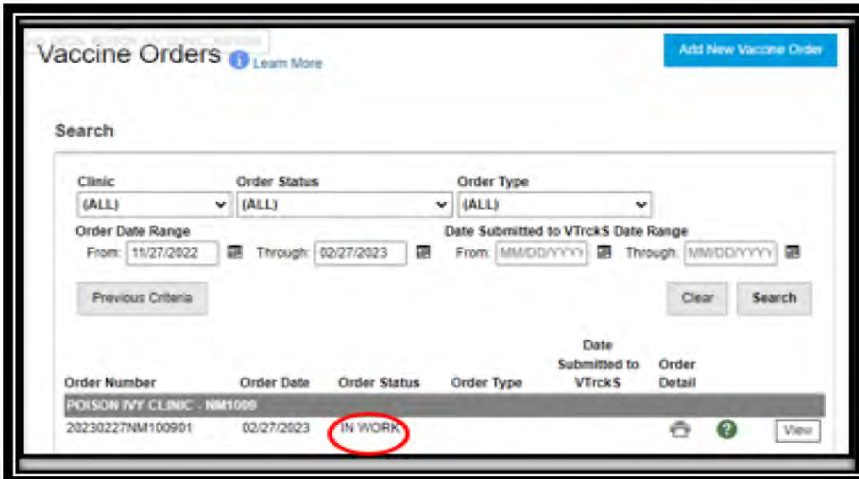 Vaccine Orders Learn More
Add New Vaccine Order
Search
Clinic Order Status Order Type
(ALL) (ALL) (ALL)
Order Date Range Date Submitted to VTrckS Date Range
From: 11/27/2022 Through: 02/27/2023 From: MM/DD/YYYY Through: MM/DD/YYYY
Previous Criteria Clear Search
Date
Submitted to Order
Order Number Order Date Order Status Order Type VTrckS Detail
POISON IVY CLINIC - NM1009
20230227NM100901 02/27/2023 IN WORK ? View